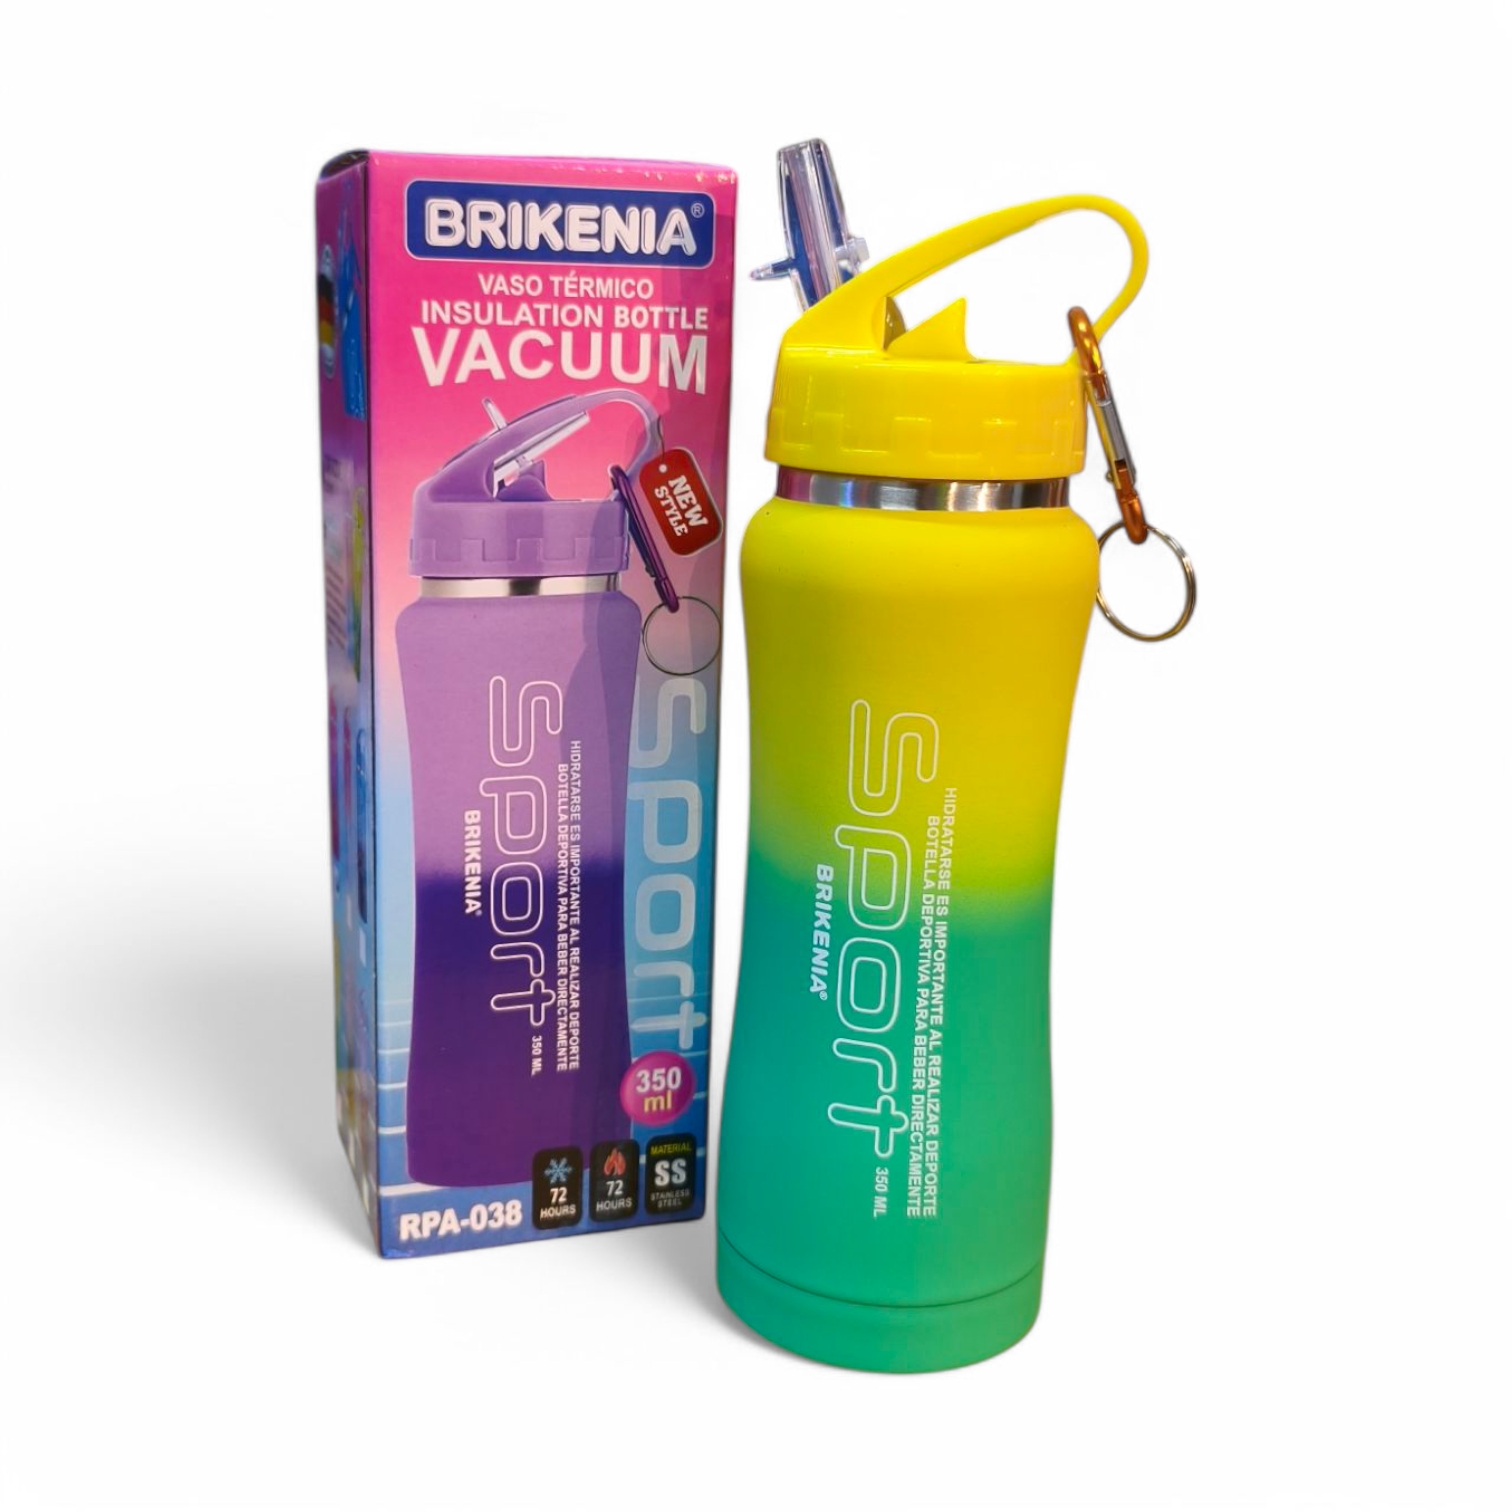 BRIKENIA®
VASO TÉRMICO
INSULATION BOTTLE
VACUUM
NEW
STYLE
sport
HIDRATARSE ES IMPORTANTE AL REALIZAR DEPORTE
BOTELLA DEPORTIVA PARA BEBER DIRECTAMENTE
BRIKENIA®
350 ML
sport
350
ml
72
HOURS
72
HOURS
MATERIAL
SS
STAINLESS
STEEL
RPA-038
HIDRATARSE ES IMPORTANTE AL REALIZAR DEPORTE
BOTELLA DEPORTIVA PARA BEBER DIRECTAMENTE
sport
350 ML
BRIKENIA®